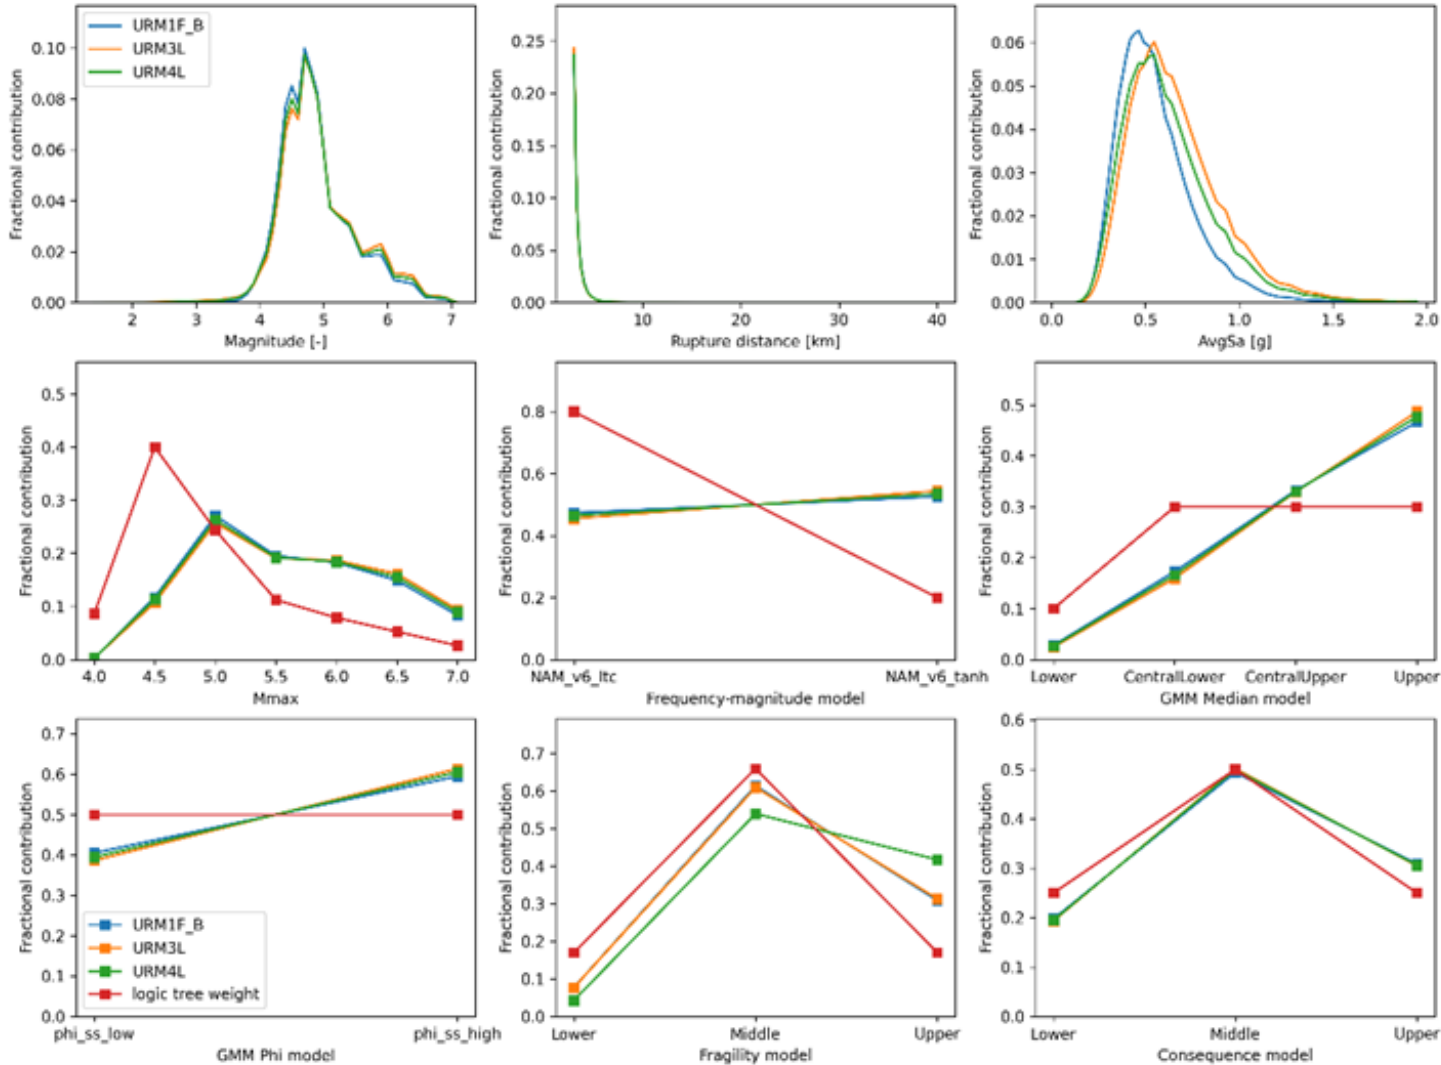 URM1F_B
URM3L
URM4L
Fractional contribution
0.10
0.08
0.06
0.04
0.02
0.00
2 3 4 5 6 7
Magnitude [-]
Fractional contribution
0.25
0.20
0.15
0.10
0.05
0.00
10 20 30 40
Rupture distance [km]
Fractional contribution
0.06
0.05
0.04
0.03
0.02
0.01
0.00
0.0 0.5 1.0 1.5 2.0
AvgSa [g]
Fractional contribution
0.5
0.4
0.3
0.2
0.1
0.0
4.0 4.5 5.0 5.5 6.0 6.5 7.0
Mmax
Fractional contribution
0.8
0.6
0.4
0.2
0.0
NAM_v6_ltc NAM_v6_tanh
Frequency-magnitude model
Fractional contribution
0.5
0.4
0.3
0.2
0.1
0.0
Lower CentralLower CentralUpper Upper
GMM Median model
Fractional contribution
0.7
0.6
0.5
0.4
0.3
0.2
0.1
0.0
URM1F_B
URM3L
URM4L
logic tree weight
phi_ss_low phi_ss_high
GMM Phi model
Fractional contribution
0.7
0.6
0.5
0.4
0.3
0.2
0.1
0.0
Lower Middle Upper
Fragility model
Fractional contribution
0.6
0.5
0.4
0.3
0.2
0.1
0.0
Lower Middle Upper
Consequence model